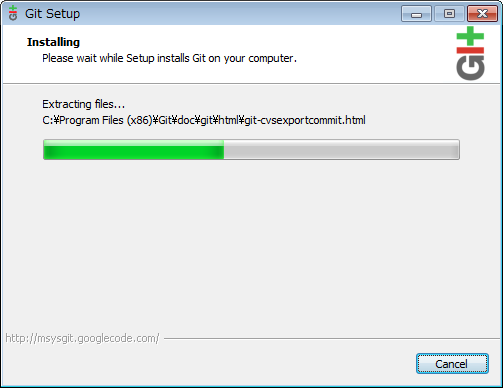 Git Setup
Installing
Please wait while Setup installs Git on your computer.
Git
Extracting files...
C:¥Program Files (x86)¥Git¥doc¥git¥html¥git-cvsexportcommit.html
http://msysgit.googlecode.com/
Cancel